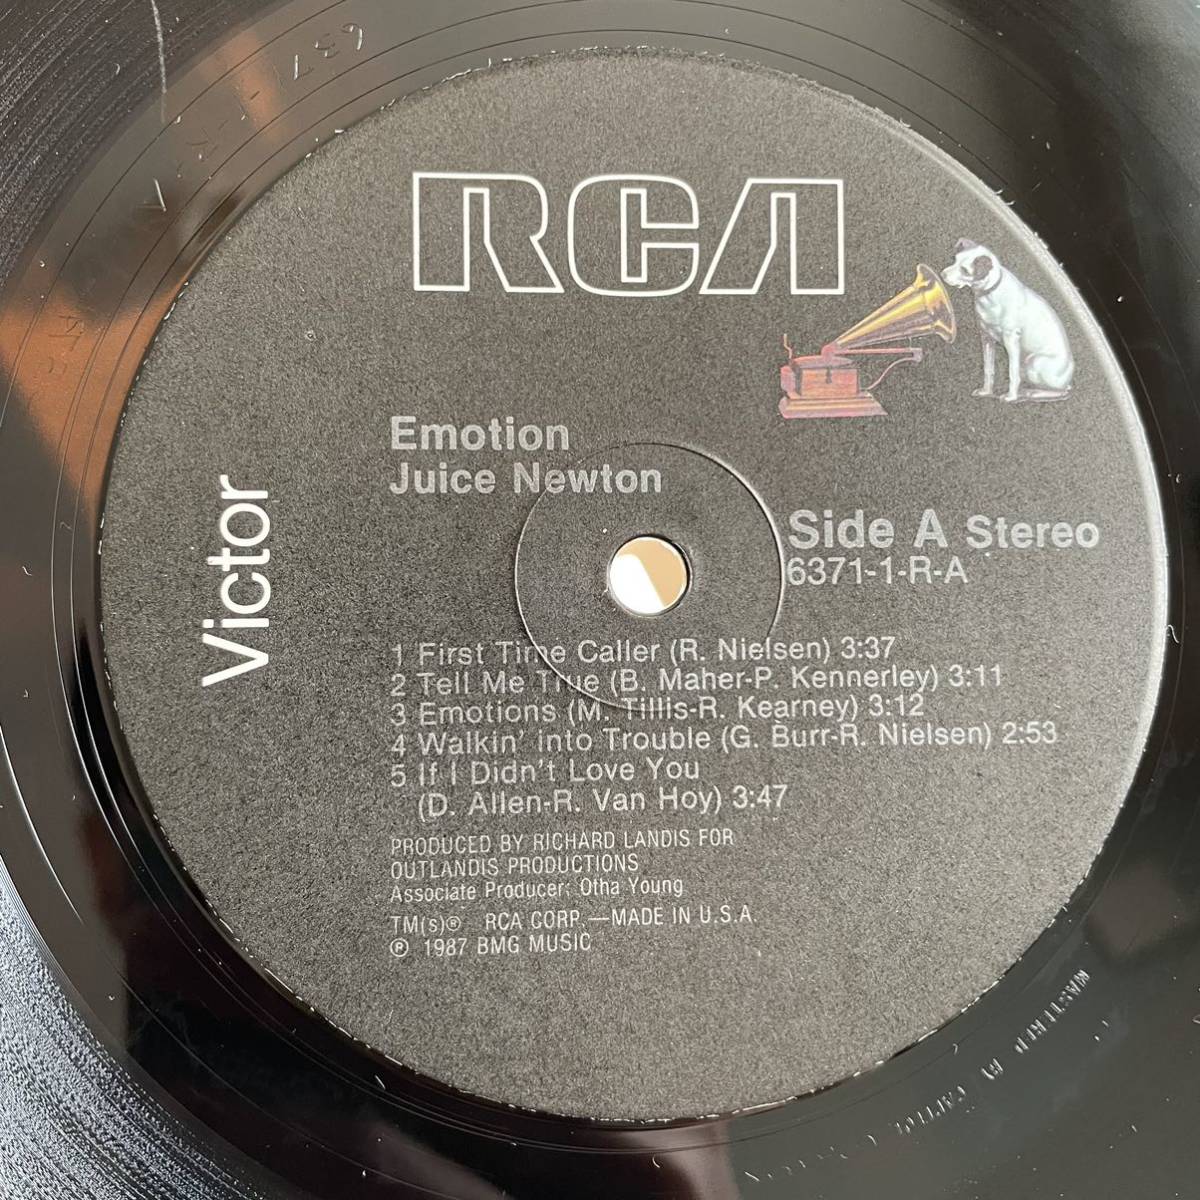 RCA
Victor
Emotion
Juice Newton
Side A Stereo
6371-1-R-A
1 First Time Caller (R. Nielsen) 3:37
2 Tell Me True (B. Maher-P. Kennerley) 3:11
3 Emotions (M. Tillis-R. Kearney) 3:12
4 Walkin' into Trouble (G. Burr-R. Nielsen) 2:53
5 If I Didn't Love You
(D. Allen-R. Van Hoy) 3:47
PRODUCED BY RICHARD LANDIS FOR
OUTLANDIS PRODUCTIONS
Associate Producer: Otha Young
TM(s)® RCA CORP.—MADE IN U.S.A.
℗ 1987 BMG MUSIC
MASTERED BY CAPITOL